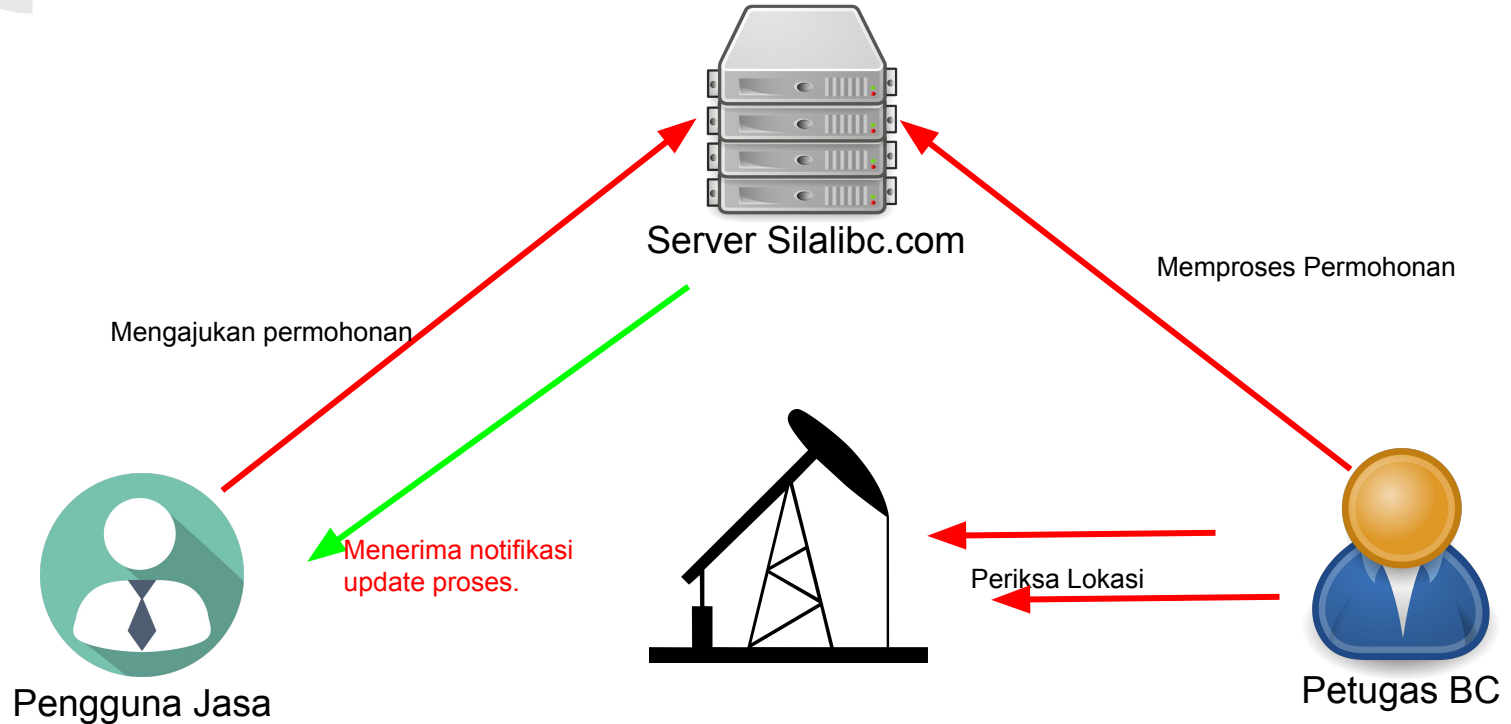 Server Silalibc.com
Memproses Permohonan
Mengajukan permohonan
Menerima notifikasi
update proses.
Periksa Lokasi
Pengguna Jasa
Petugas BC